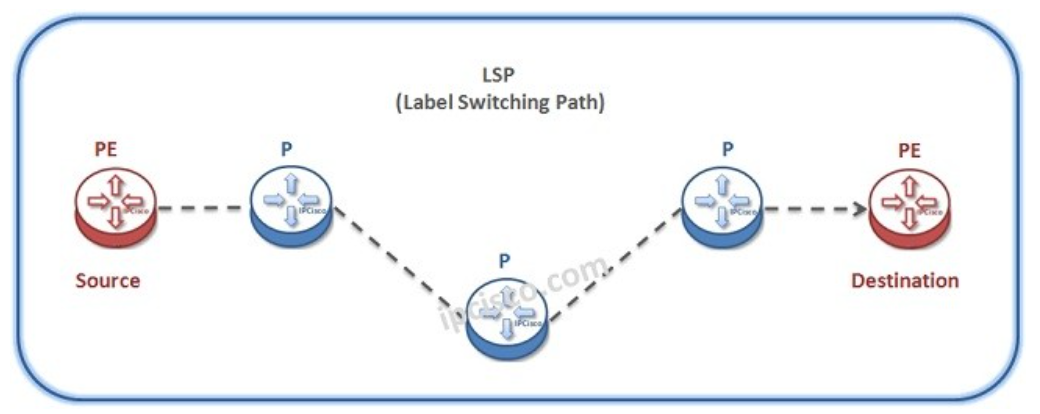 LSP
(Label Switching Path)
PE
P
P
PE
IPCisco
IPCisco
IPCisco
IPCisco
Source
P
Destination
ipcisco.com
IPCisco